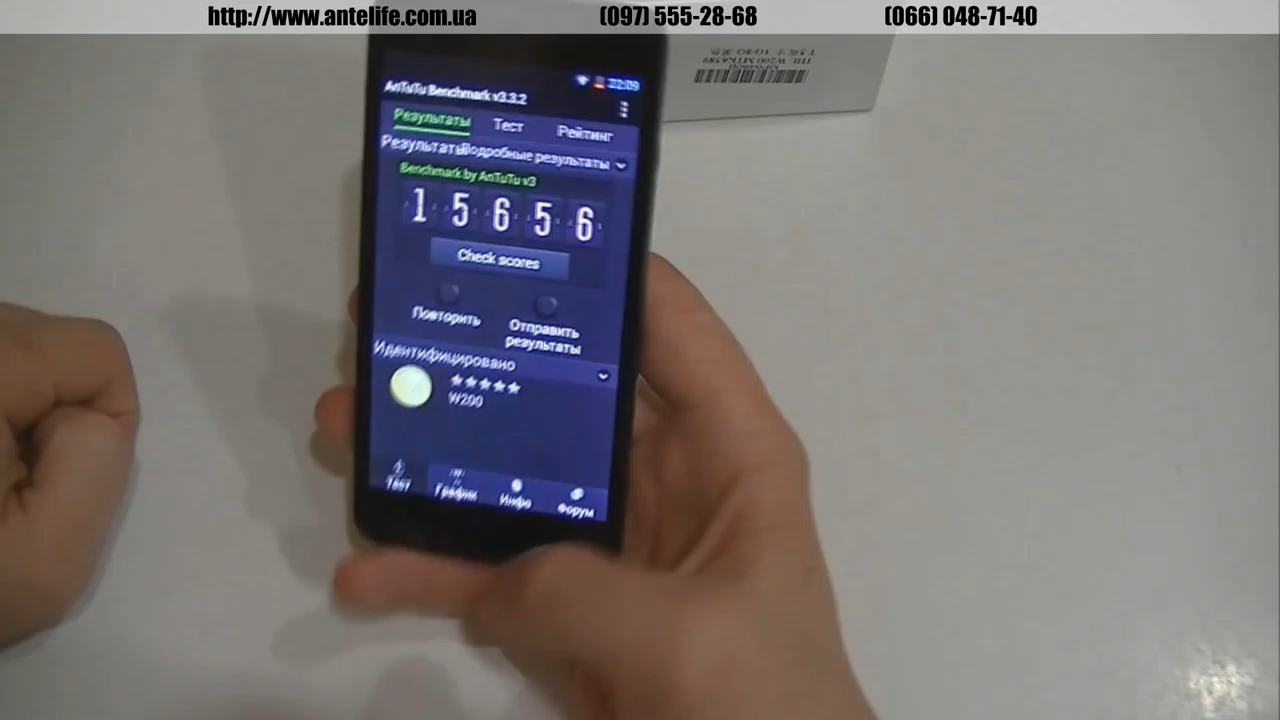 http://www.antelife.com.ua (097) 555-28-68 (066) 048-71-40
22:09
AnTuTu Benchmark v3.3.2
Результаты Тест Рейтинг
Результаты Подробные результаты
Benchmark by AnTuTu v3
15656
Check scores
Повторить Отправить результаты
Идентифицировано
W200
Тест График Инфо Форум
W200 MTK6589